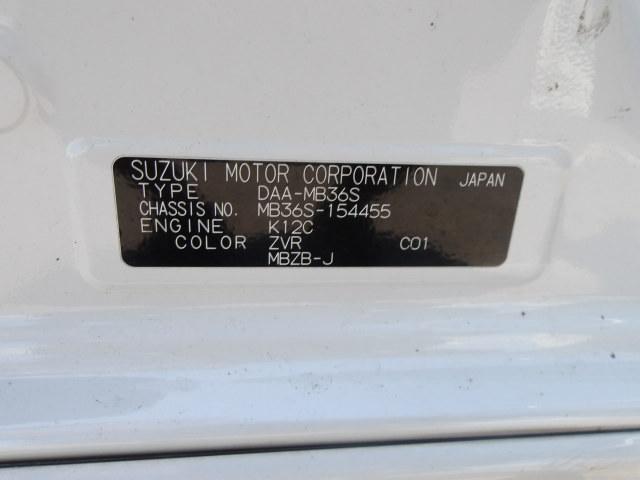 SUZUKI MOTOR CORPORATION JAPAN
TYPE DAA-MB36S
CHASSIS NO. MB36S-154455
ENGINE K12C
COLOR ZVR C01
MBZB-J